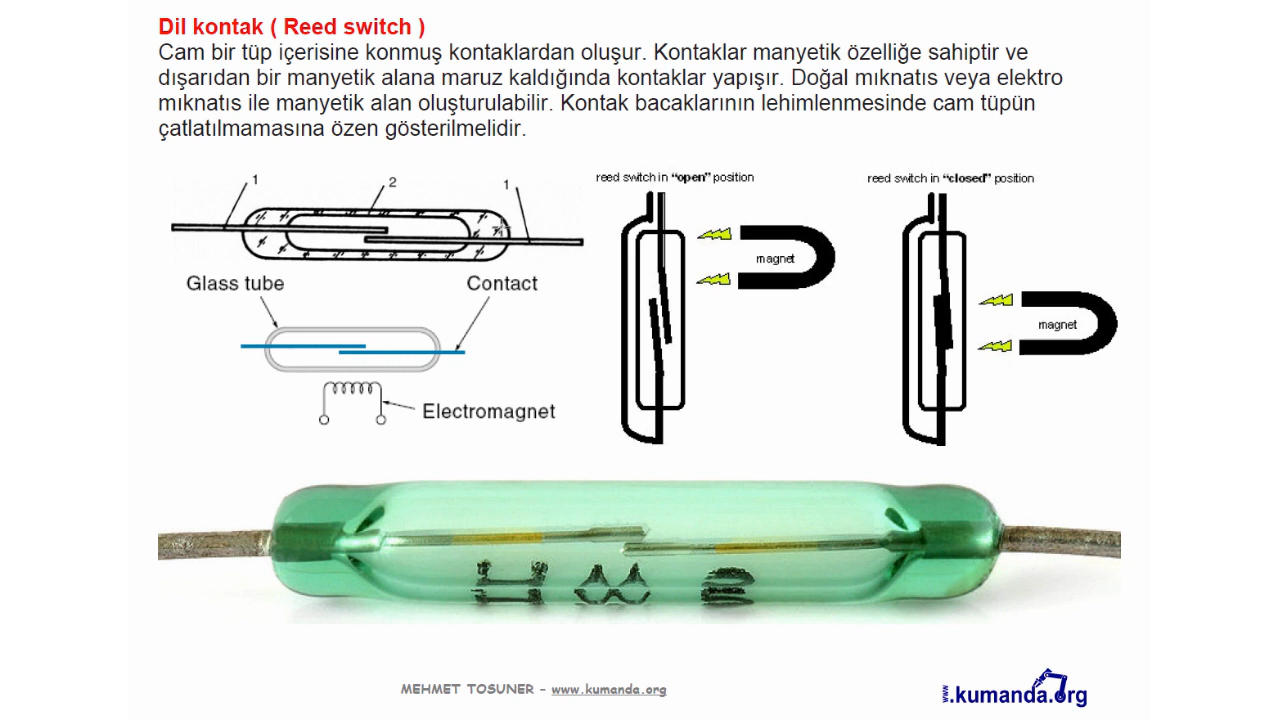 Dil kontak ( Reed switch )
Cam bir tüp içerisine konmuş kontaklardan oluşur. Kontaklar manyetik özelliğe sahiptir ve
dışarıdan bir manyetik alana maruz kaldığında kontaklar yapışır. Doğal mıknatıs veya elektro
mıknatıs ile manyetik alan oluşturulabilir. Kontak bacaklarının lehimlenmesinde cam tüpün
çatlatılmamasına özen gösterilmelidir.
1 2 1
Glass tube Contact
Electromagnet
reed switch in “open” position
magnet
reed switch in “closed” position
magnet
MEHMET TOSUNER – www.kumanda.org
www.kumanda.org